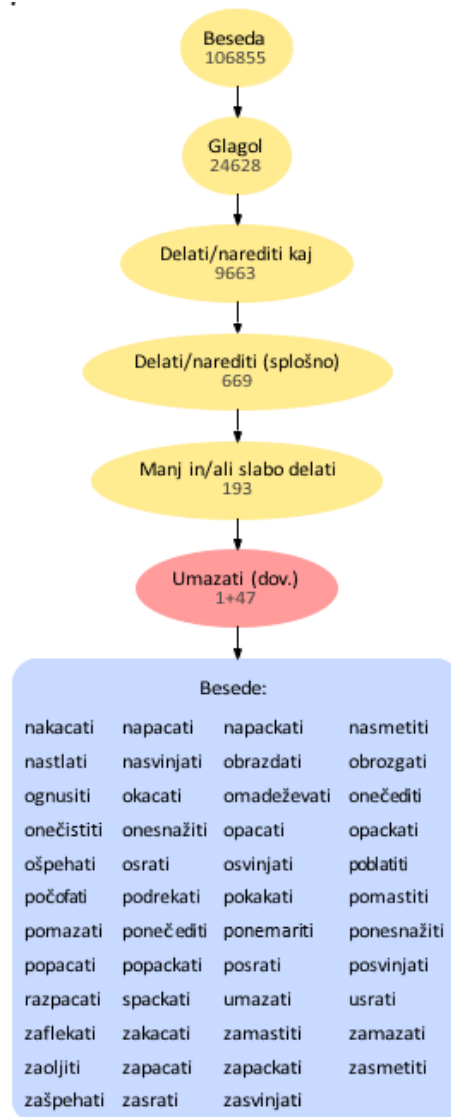 Beseda
106855
Glagol
24628
Delati/narediti kaj
9663
Delati/narediti (splošno)
669
Manj in/ali slabo delati
193
Umazati (dov.)
1+47
Besede:
nakacati napacati napackati nasmetiti
nastlati nasvinjati obrazdati obrozgati
ognusiti okacati omadeževati onečediti
onečistiti onesnažiti opacati opackati
ošpehati osrati osvinjati poblatiti
počofati podrekati pokakati pomastiti
pomazati ponečediti ponemariti ponesnažiti
popacati popackati posrati posvinjati
razpacati spackati umazati usrati
zaflekati zakacati zamastiti zamazati
zaoljiti zapacati zapackati zasmetiti
zašpehati zasrati zasvinjati